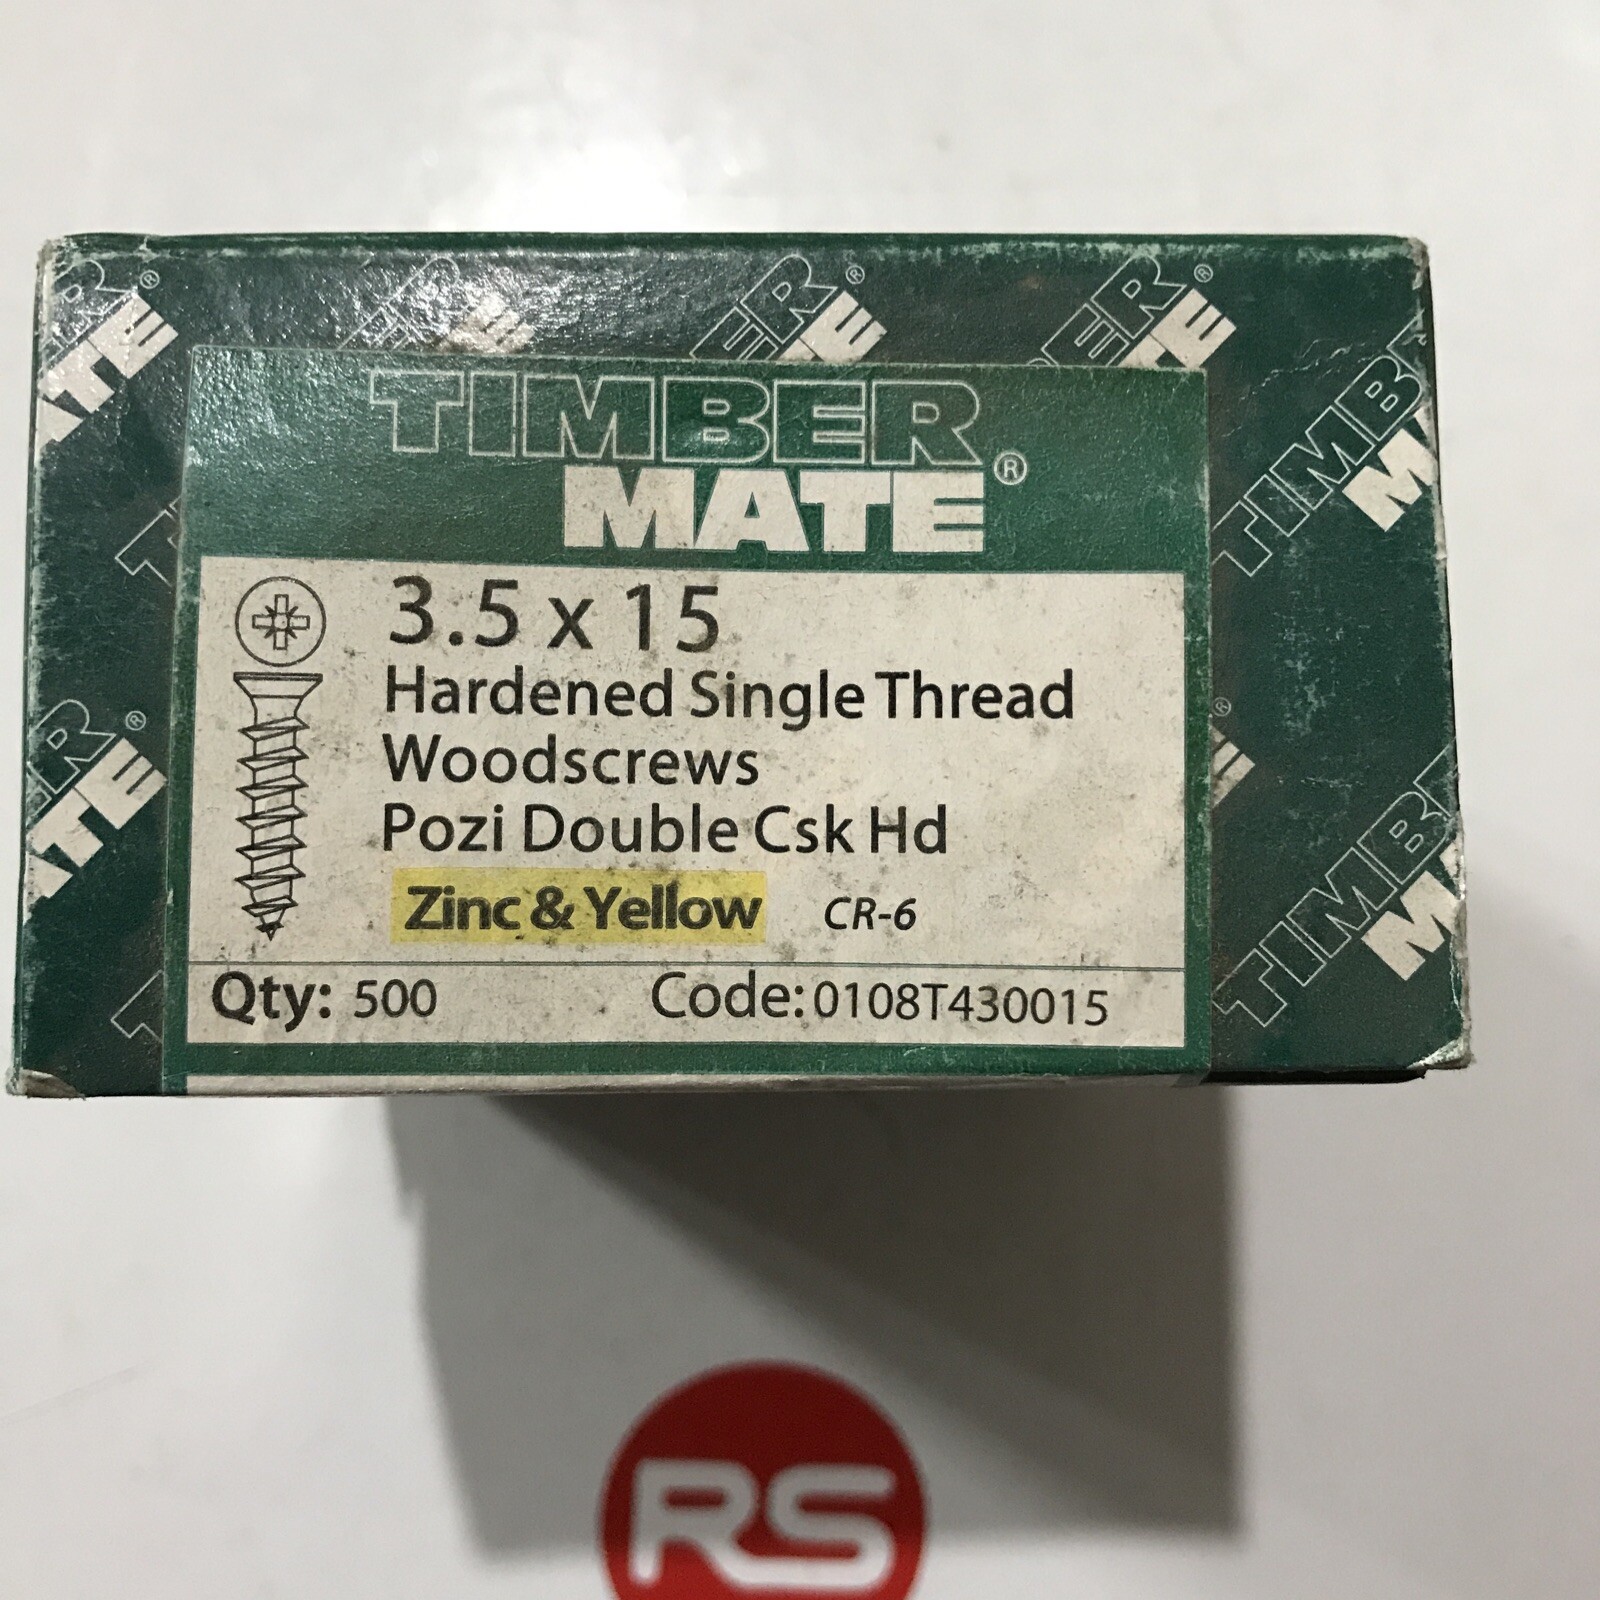 TIMBER
MATE®
3.5 x 15
Hardened Single Thread
Woodscrews
Pozi Double Csk Hd
Zinc & Yellow CR-6
Qty: 500 Code: 0108T430015
RS